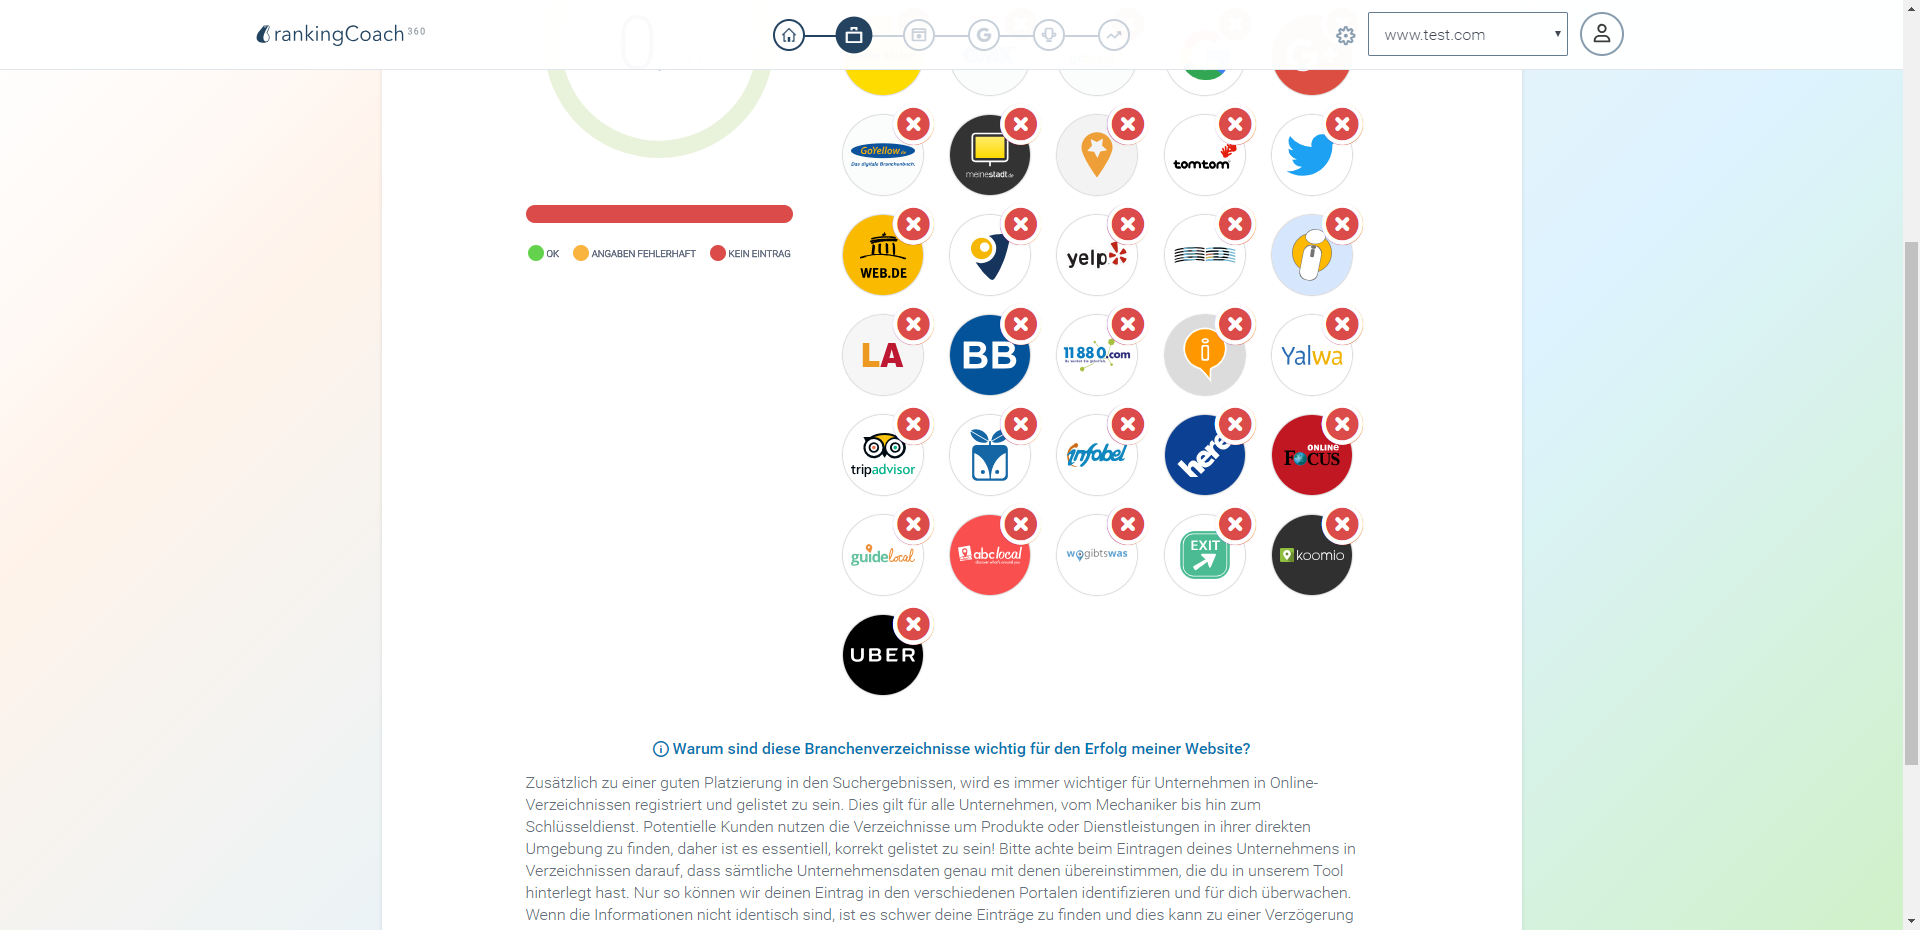 rankingCoach 360
www.test.com
GoYellow.de
Das digitale Branchenbuch.
meinestadt.de
tomtom
WEB.DE
yelp
OK
ANGABEN FEHLERHAFT
KEIN EINTRAG
LA
BB
11880.com
Yalwa
tripadvisor
infobel
here
ONLINE
FOCUS
guidelocal
abclocal
discover what's around you
wogibtswas
EXIT
koomio
UBER
Warum sind diese Branchenverzeichnisse wichtig für den Erfolg meiner Website?
Zusätzlich zu einer guten Platzierung in den Suchergebnissen, wird es immer wichtiger für Unternehmen in Online-
Verzeichnissen registriert und gelistet zu sein. Dies gilt für alle Unternehmen, vom Mechaniker bis hin zum
Schlüsseldienst. Potentielle Kunden nutzen die Verzeichnisse um Produkte oder Dienstleistungen in ihrer direkten
Umgebung zu finden, daher ist es essentiell, korrekt gelistet zu sein! Bitte achte beim Eintragen deines Unternehmens in
Verzeichnissen darauf, dass sämtliche Unternehmensdaten genau mit denen übereinstimmen, die du in unserem Tool
hinterlegt hast. Nur so können wir deinen Eintrag in den verschiedenen Portalen identifizieren und für dich überwachen.
Wenn die Informationen nicht identisch sind, ist es schwer deine Einträge zu finden und dies kann zu einer Verzögerung